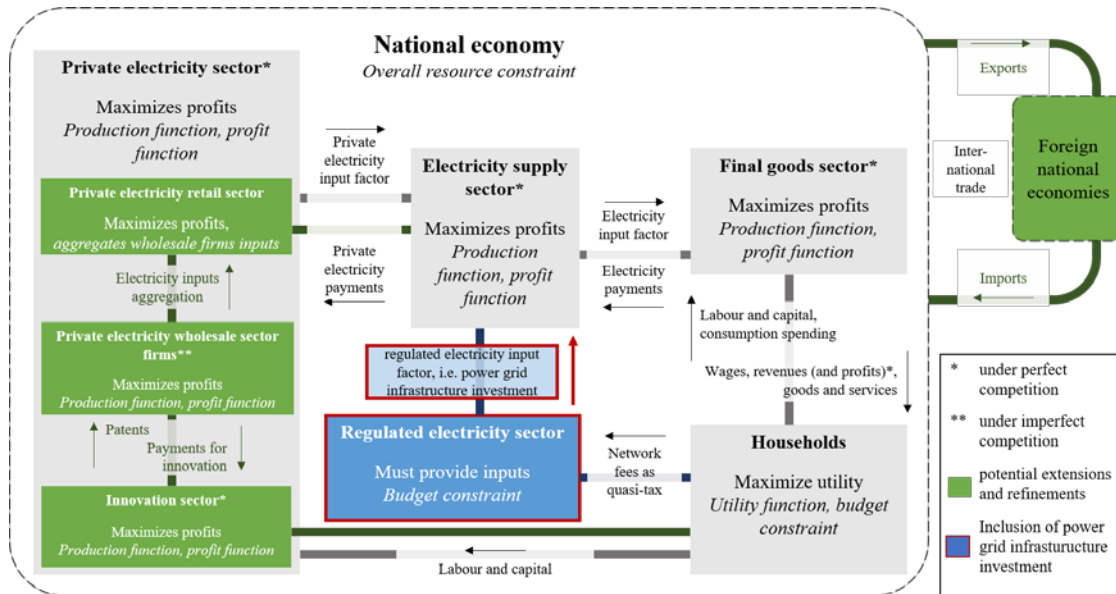 National economy
Overall resource constraint
Private electricity sector*
Maximizes profits
Production function, profit
function
Private electricity retail sector
Maximizes profits,
aggregates wholesale firms inputs
Electricity inputs
aggregation
Private electricity wholesale sector
firms**
Maximizes profits
Production function, profit function
Patents
Payments for
innovation
Innovation sector*
Maximizes profits
Production function, profit function
Private
electricity
input factor
Private
electricity
payments
Electricity supply
sector*
Maximizes profits
Production
function, profit
function
regulated electricity input
factor, i.e. power grid
infrastructure investment
Regulated electricity sector
Must provide inputs
Budget constraint
Electricity
input factor
Electricity
payments
Final goods sector*
Maximizes profits
Production function,
profit function
Labour and capital,
consumption spending
Wages, revenues (and profits)*,
goods and services
Network
fees as
quasi-tax
Households
Maximize utility
Utility function, budget
constraint
Labour and capital
Exports
Inter-
national
trade
Foreign
national
economies
Imports
* under perfect
competition
** under imperfect
competition
potential extensions
and refinements
Inclusion of power
grid infrasturucture
investment